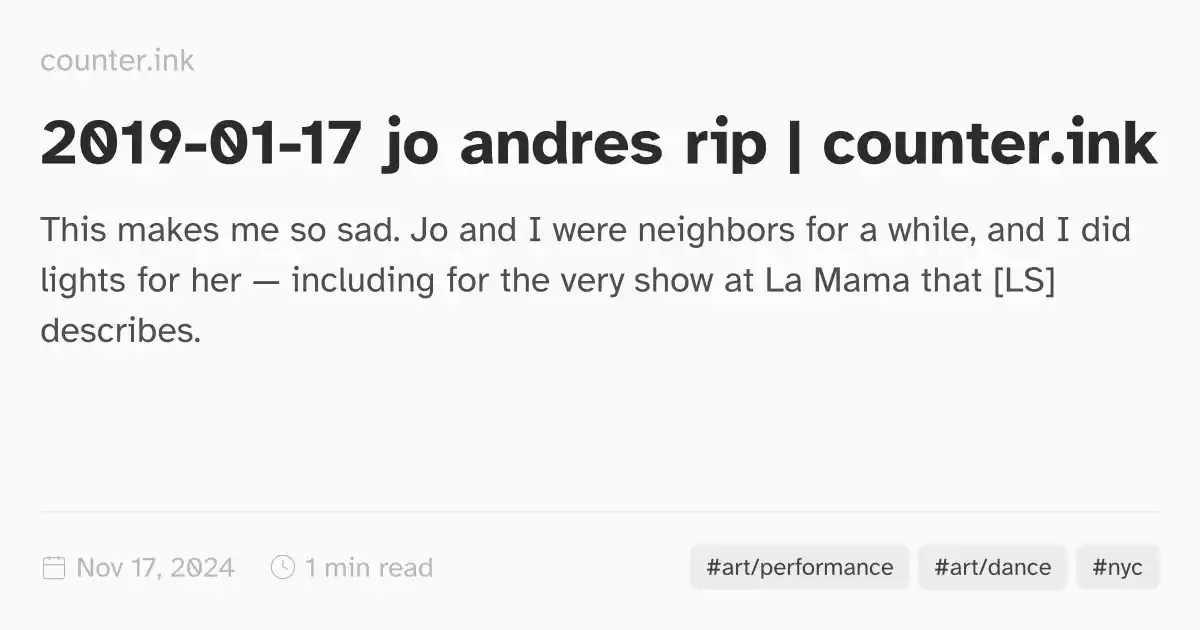 counter.ink
2019-01-17 jo andres rip | counter.ink
This makes me so sad. Jo and I were neighbors for a while, and I did
lights for her — including for the very show at La Mama that [LS]
describes.
Nov 17, 2024 1 min read #art/performance #art/dance #nyc